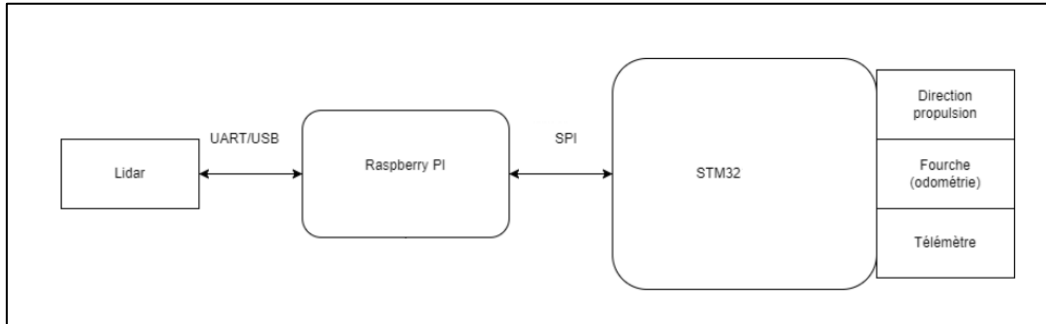 Lidar
UART/USB
Raspberry PI
SPI
STM32
Direction
propulsion
Fourche
(odométrie)
Télémètre